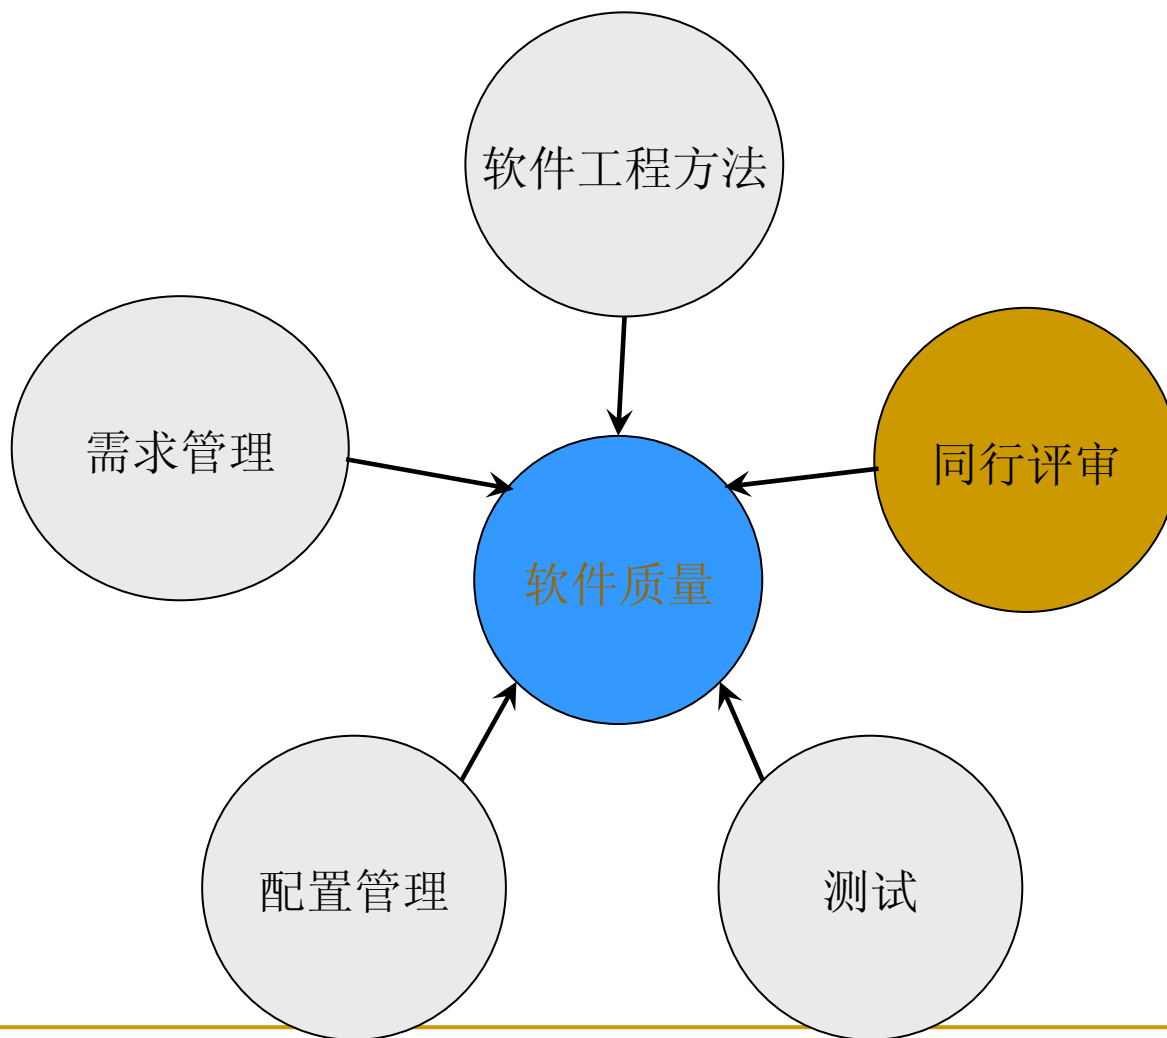 软件工程方法
需求管理
同行评审
软件质量
配置管理
测试